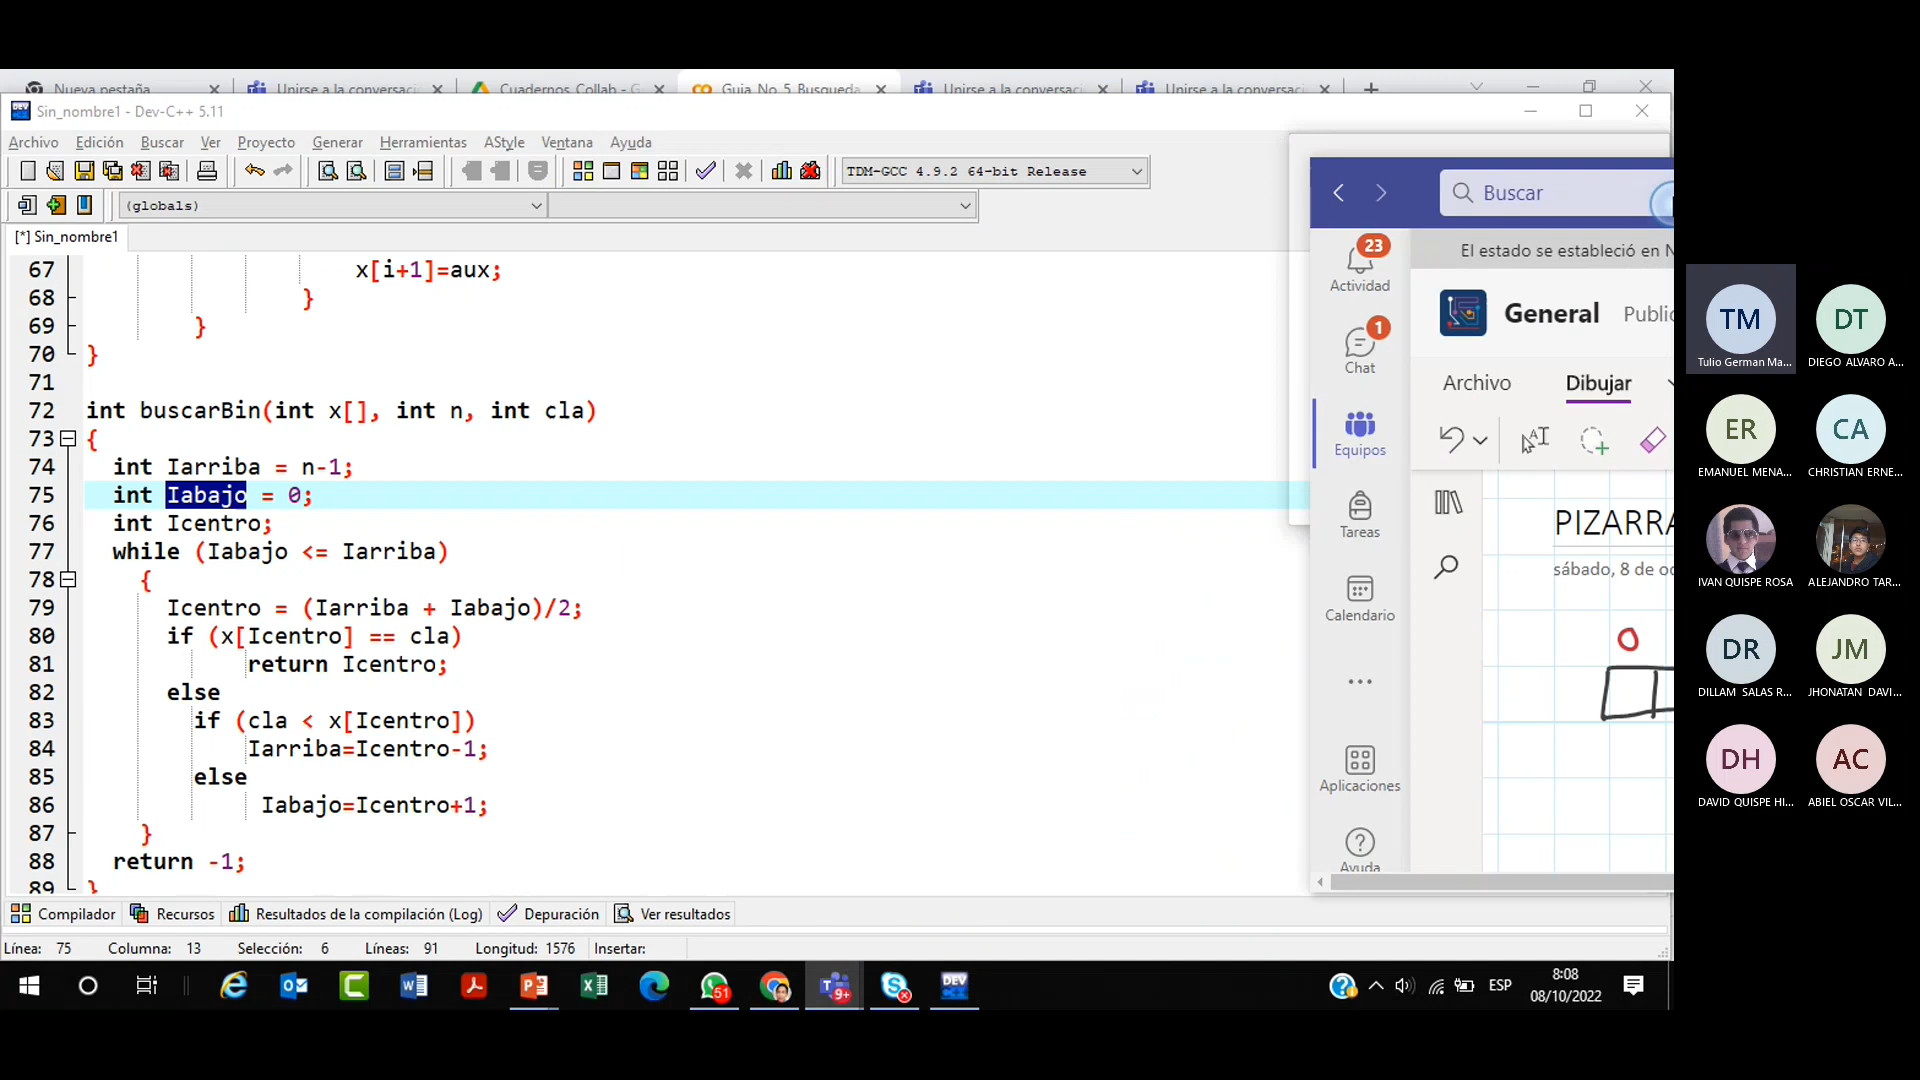 Nueva pestaña
Unirse a la conversaci
Cuadernos Collab - G
Guia_No_5_Busqueda
Unirse a la conversaci
Unirse a la conversaci
Sin_nombre1 - Dev-C++ 5.11
Archivo Edición Buscar Ver Proyecto Generar Herramientas AStyle Ventana Ayuda
TDM-GCC 4.9.2 64-bit Release
(globals)
[*] Sin_nombre1
67 x[i+1]=aux;
68 }
69 }
70 }
71
72 int buscarBin(int x[], int n, int cla)
73 {
74 int Iarriba = n-1;
75 int Iabajo = 0;
76 int Icentro;
77 while (Iabajo <= Iarriba)
78 {
79 Icentro = (Iarriba + Iabajo)/2;
80 if (x[Icentro] == cla)
81 return Icentro;
82 else
83 if (cla < x[Icentro])
84 Iarriba=Icentro-1;
85 else
86 Iabajo=Icentro+1;
87 }
88 return -1;
89 }
Compilador Recursos Resultados de la compilación (Log) Depuración Ver resultados
Línea: 75 Columna: 13 Selección: 6 Líneas: 91 Longitud: 1576 Insertar:
Buscar
23
Actividad
1
Chat
Equipos
Tareas
Calendario
Aplicaciones
Ayuda
El estado se estableció en N
General Public
Archivo Dibujar
PIZARRA
sábado, 8 de oc
0
51
9+
DEV
ESP
8:08
08/10/2022
TM
Tulio German Ma...
DT
DIEGO ALVARO A...
ER
EMANUEL MENA...
CA
CHRISTIAN ERNE...
IVAN QUISPE ROSA
ALEJANDRO TAR...
DR
DILLAM SALAS R...
JM
JHONATAN DAVI...
DH
DAVID QUISPE HI...
AC
ABIEL OSCAR VIL...